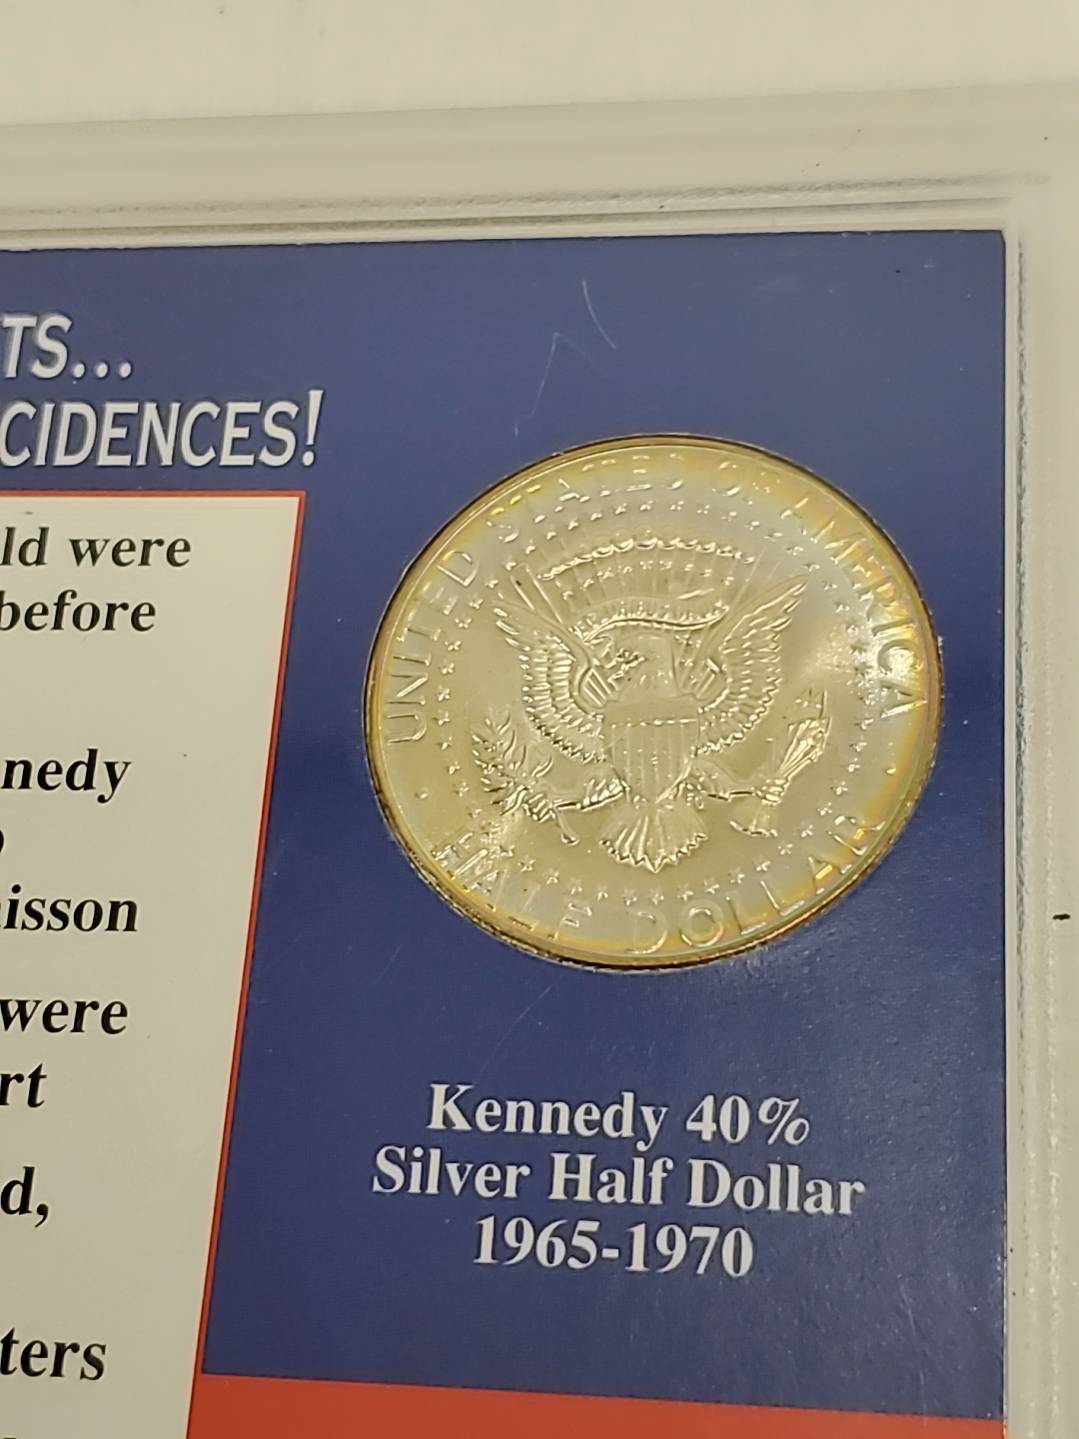 TS...
CIDENCES!
ld were
before
nedy
isson
were
rt
d,
ters
UNITED STATES OF AMERICA
HALF DOLLAR
Kennedy 40%
Silver Half Dollar
1965-1970